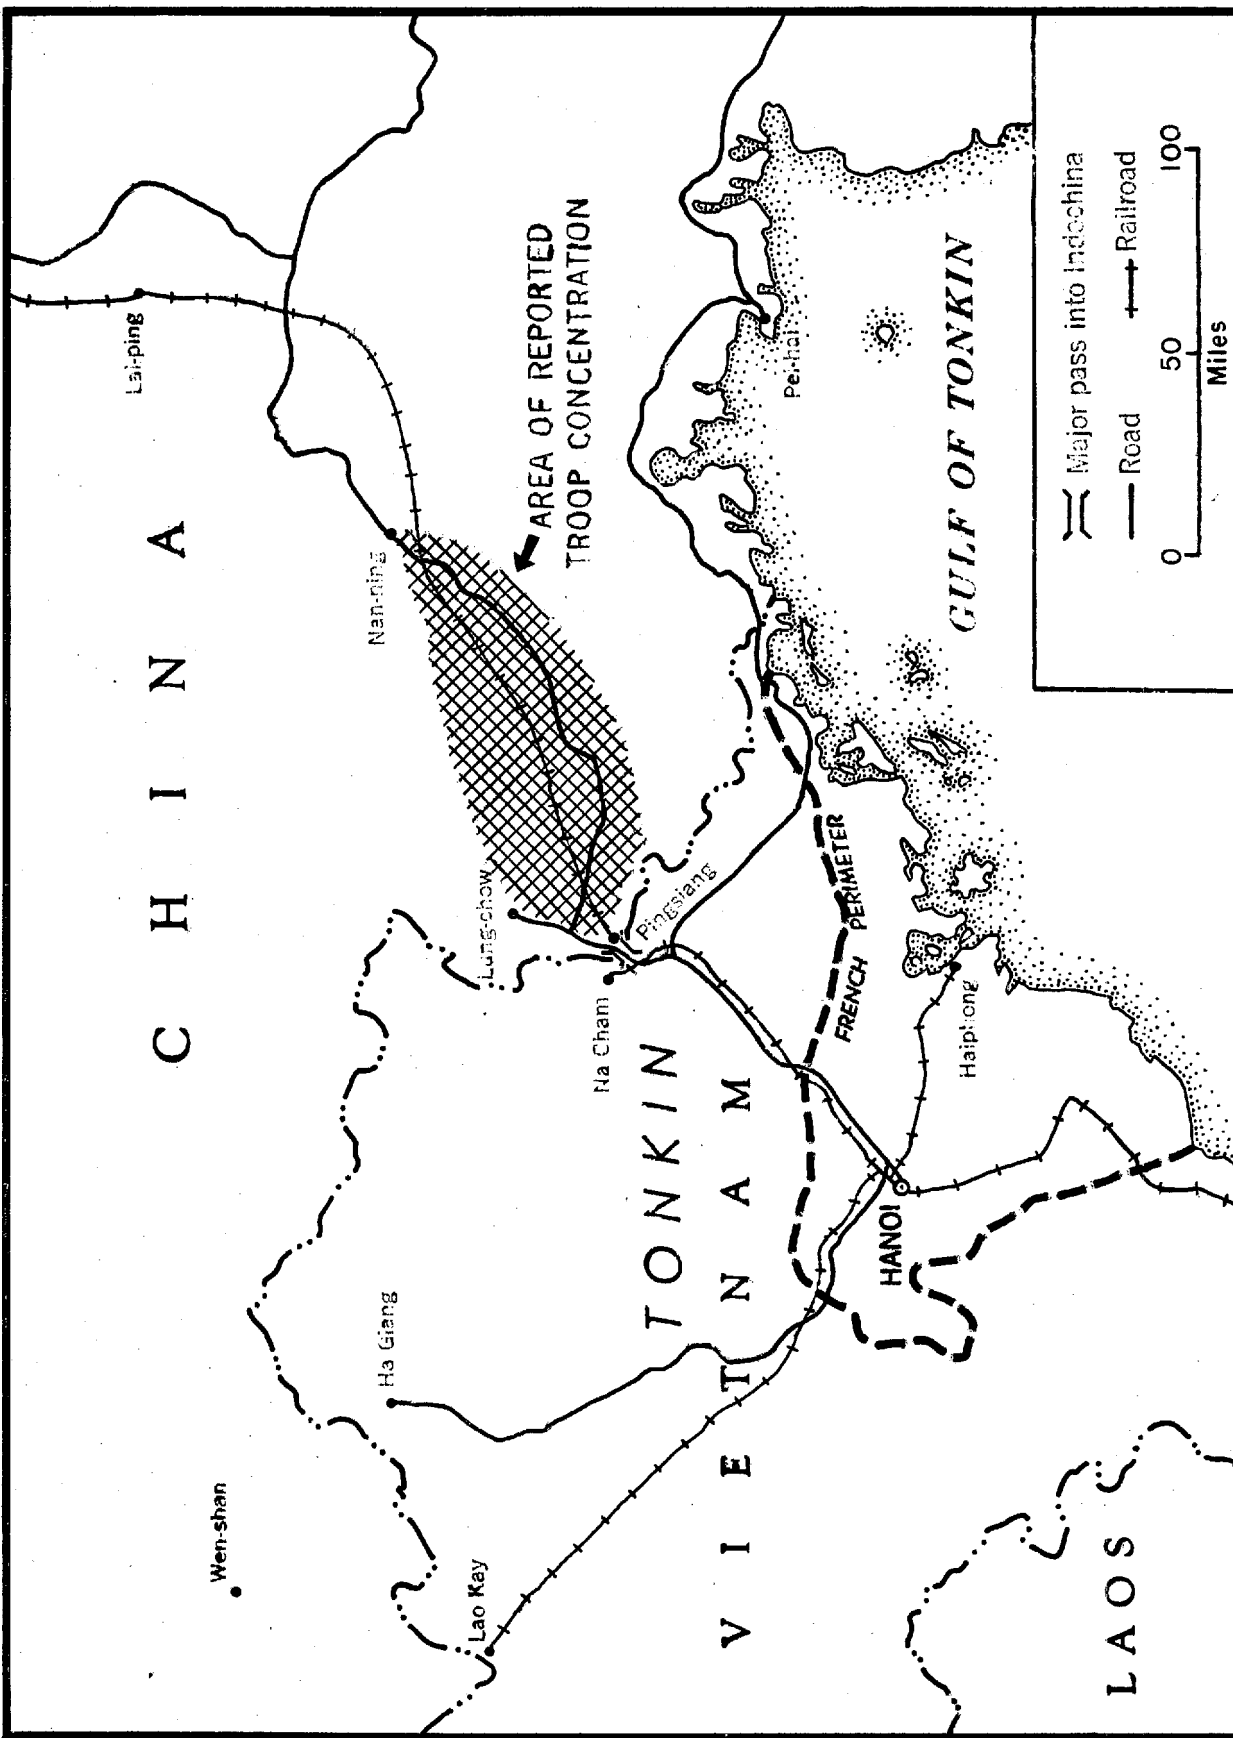 CHINA
Lai-ping
Nan-ning
AREA OF REPORTED
TROOP CONCENTRATION
Lung-chow
Pingsiang
Na Cham
Wen-shan
Ha Giang
Lao Kay
TONKIN
VIETNAM
FRENCH PERIMETER
HANOI
Haiphong
Pei-hai
GULF OF TONKIN
LAOS
Major pass into Indochina
Road
Railroad
0 50 100
Miles